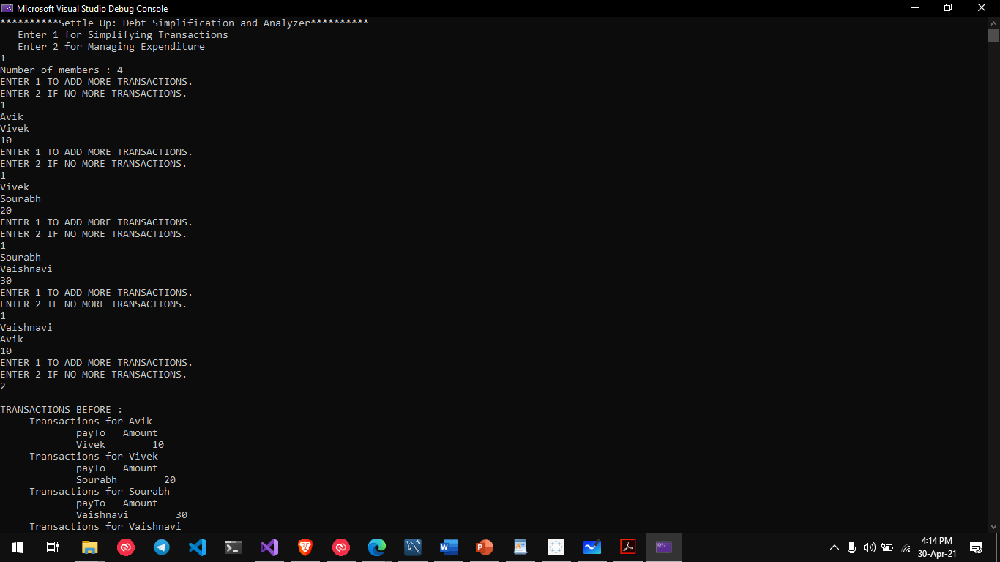 Microsoft Visual Studio Debug Console
**********Settle Up: Debt Simplification and Analyzer**********
Enter 1 for Simplifying Transactions
Enter 2 for Managing Expenditure
1
Number of members : 4
ENTER 1 TO ADD MORE TRANSACTIONS.
ENTER 2 IF NO MORE TRANSACTIONS.
1
Avik
Vivek
10
ENTER 1 TO ADD MORE TRANSACTIONS.
ENTER 2 IF NO MORE TRANSACTIONS.
1
Vivek
Sourabh
20
ENTER 1 TO ADD MORE TRANSACTIONS.
ENTER 2 IF NO MORE TRANSACTIONS.
1
Sourabh
Vaishnavi
30
ENTER 1 TO ADD MORE TRANSACTIONS.
ENTER 2 IF NO MORE TRANSACTIONS.
1
Vaishnavi
Avik
10
ENTER 1 TO ADD MORE TRANSACTIONS.
ENTER 2 IF NO MORE TRANSACTIONS.
2
TRANSACTIONS BEFORE :
Transactions for Avik
payTo Amount
Vivek 10
Transactions for Vivek
payTo Amount
Sourabh 20
Transactions for Sourabh
payTo Amount
Vaishnavi 30
Transactions for Vaishnavi
4:14 PM
30-Apr-21